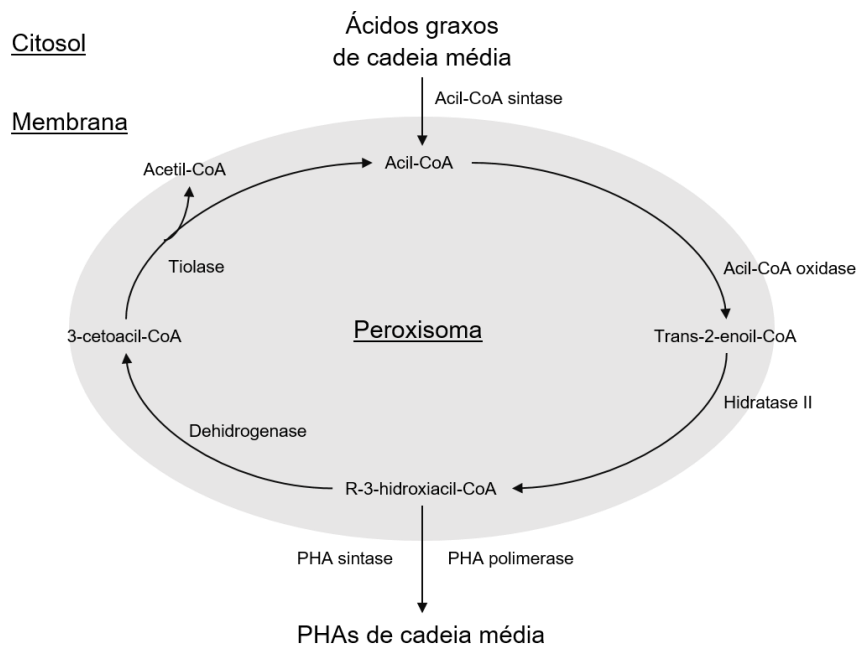 Citosol
Ácidos graxos
de cadeia média
Acil-CoA sintase
Membrana
Acetil-CoA
Acil-CoA
Tiolase
Acil-CoA oxidase
3-cetoacil-CoA
Peroxisoma
Trans-2-enoil-CoA
Hidratase II
Dehidrogenase
R-3-hidroxiacil-CoA
PHA sintase
PHA polimerase
PHAs de cadeia média